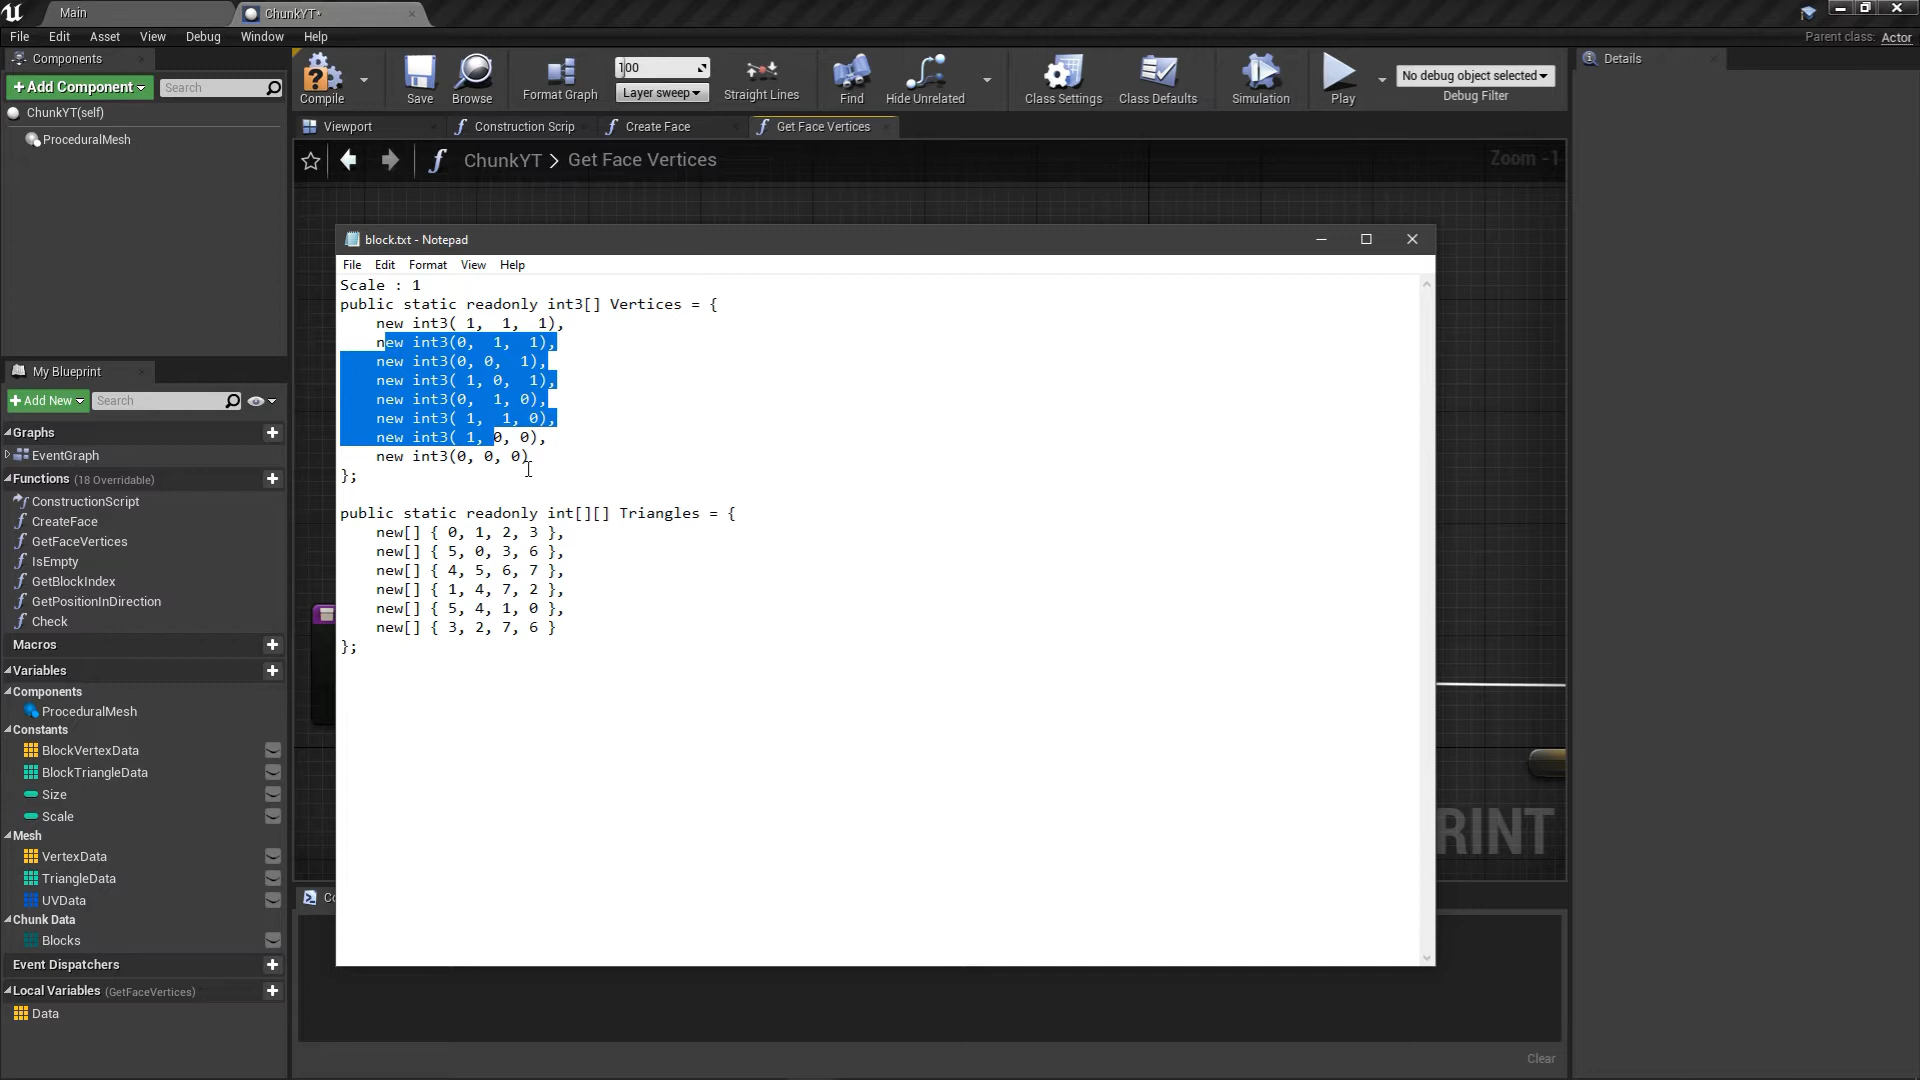 Main
ChunkYT*
File Edit Asset View Debug Window Help
Parent class: Actor
Components
+Add Component
Search
ChunkYT(self)
ProceduralMesh
My Blueprint
+Add New
Search
Graphs
EventGraph
Functions (18 Overridable)
ConstructionScript
CreateFace
GetFaceVertices
IsEmpty
GetBlockIndex
GetPositionInDirection
Check
Macros
Variables
Components
ProceduralMesh
Constants
BlockVertexData
BlockTriangleData
Size
Scale
Mesh
VertexData
TriangleData
UVData
Chunk Data
Blocks
Event Dispatchers
Local Variables (GetFaceVertices)
Data
Compile
Save
Browse
Format Graph
100
Layer sweep
Straight Lines
Find
Hide Unrelated
Class Settings
Class Defaults
Simulation
Play
No debug object selected
Debug Filter
Details
Viewport
Construction Scrip
Create Face
Get Face Vertices
ChunkYT > Get Face Vertices
Zoom -1
block.txt - Notepad
File Edit Format View Help
Scale : 1
public static readonly int3[] Vertices = {
new int3( 1,  1,  1),
new int3(0,  1,  1),
new int3(0, 0,  1),
new int3( 1, 0,  1),
new int3(0,  1, 0),
new int3( 1,  1, 0),
new int3( 1, 0, 0),
new int3(0, 0, 0)
};
public static readonly int[][] Triangles = {
new[] { 0, 1, 2, 3 },
new[] { 5, 0, 3, 6 },
new[] { 4, 5, 6, 7 },
new[] { 1, 4, 7, 2 },
new[] { 5, 4, 1, 0 },
new[] { 3, 2, 7, 6 }
};
RINT
Co
Clear